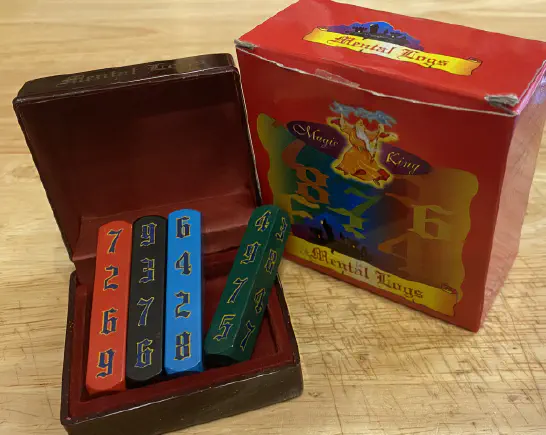 Mental Logs
Mental Logs
Magic King
Mental Logs
7 9 6
2 3 4
6 7 2
9 6 8
4
9
7
5